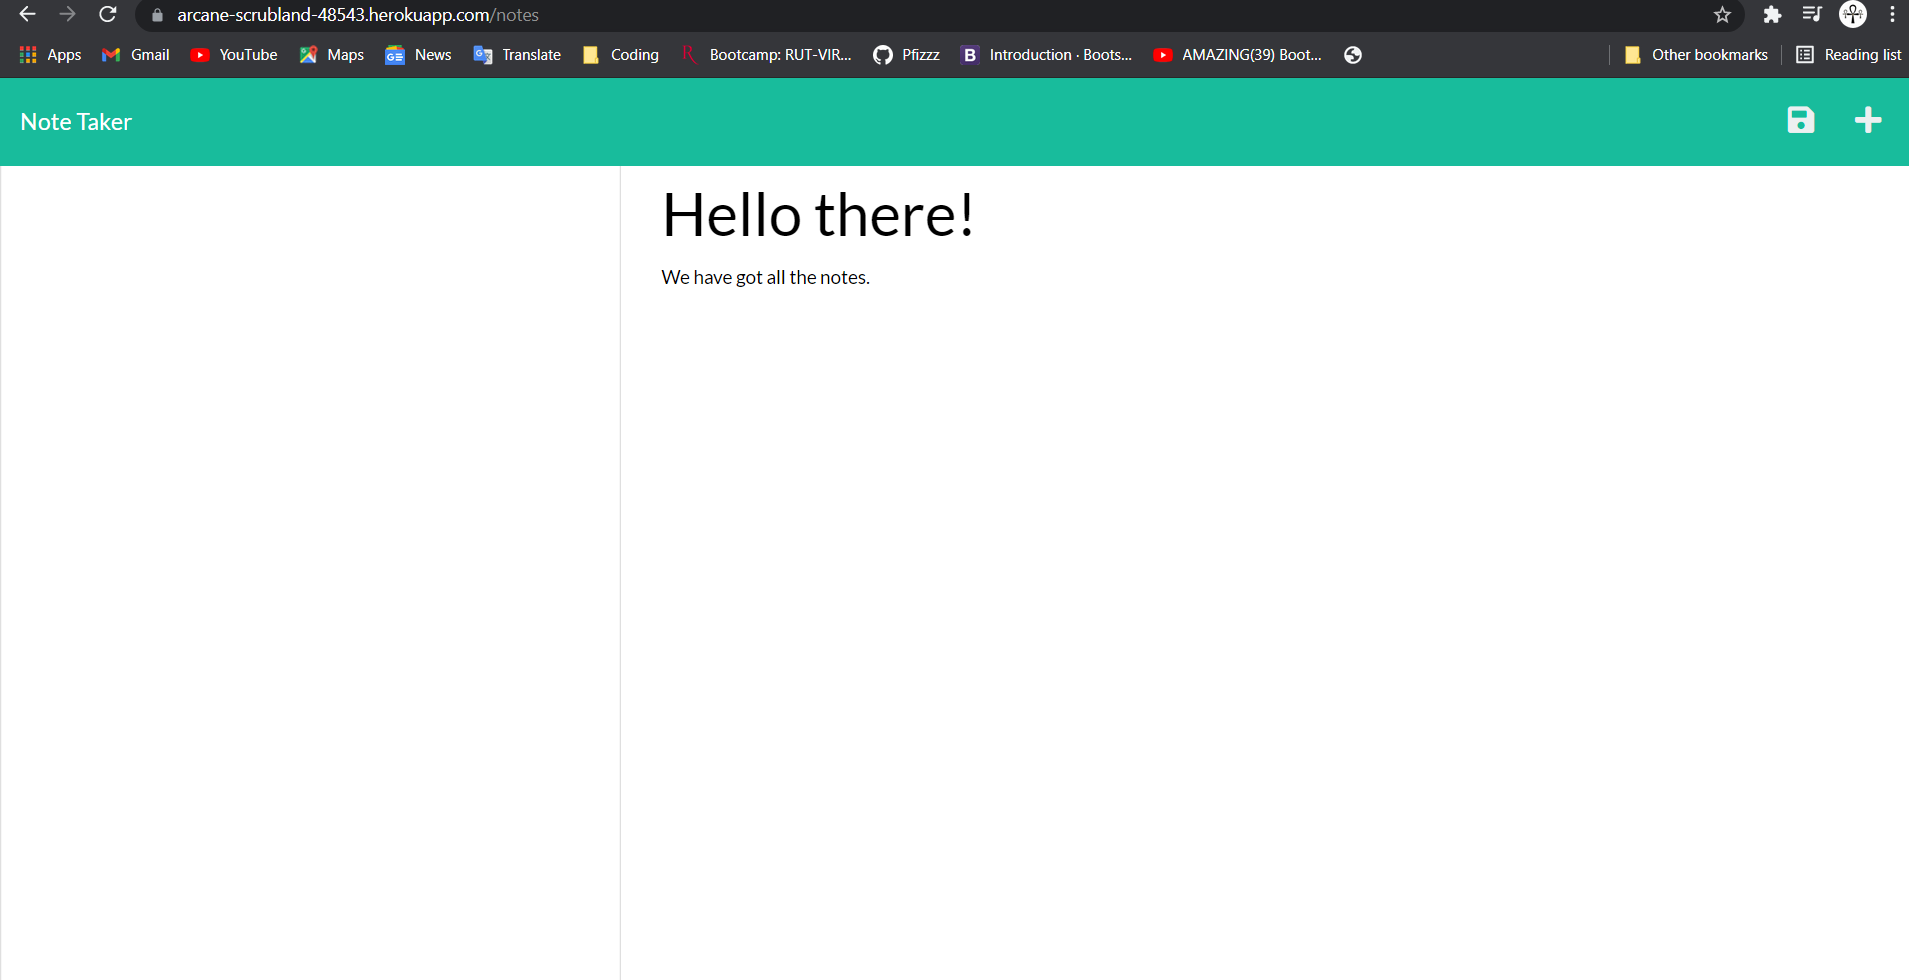 arcane-scrubland-48543.herokuapp.com/notes
Apps Gmail YouTube Maps News Translate Coding Bootcamp: RUT-VIR... Pfizzz Introduction · Boots... AMAZING(39) Boot... Other bookmarks Reading list
Note Taker
Hello there!
We have got all the notes.